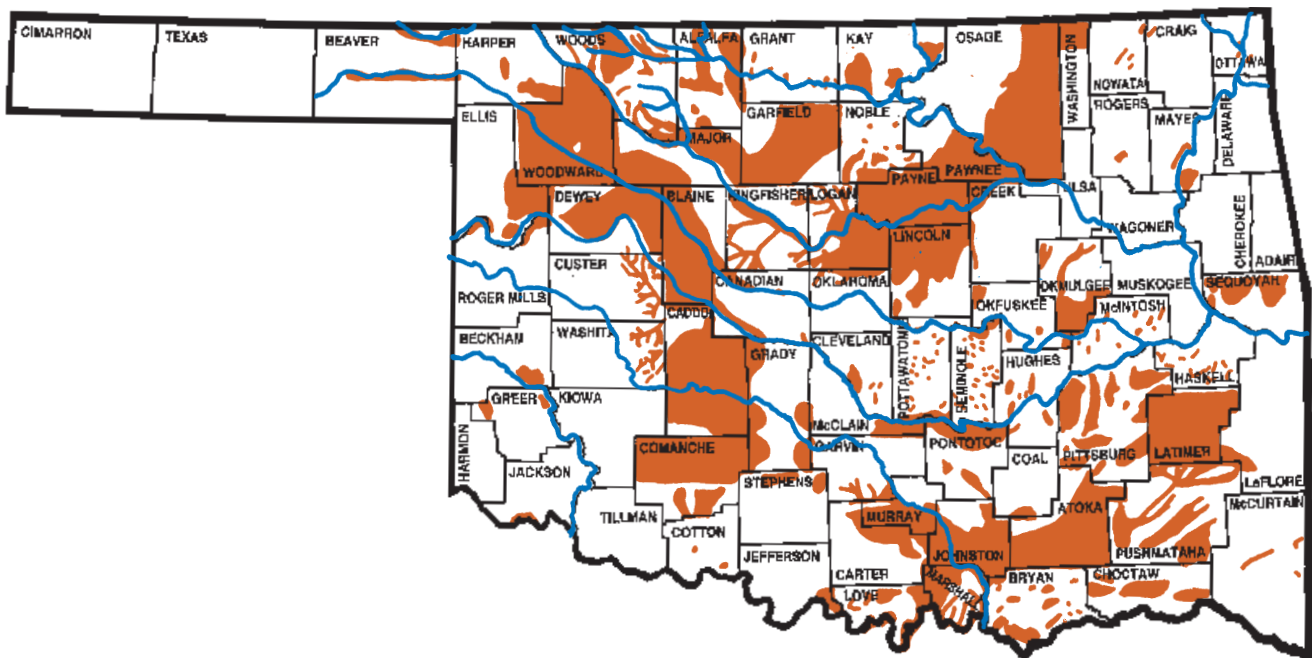 CIMARRON
TEXAS
BEAVER
HARPER
WOODS
ALFALFA
GRANT
KAY
OSAGE
WASHINGTON
NOWATA
CRAIG
OTTAWA
ELLIS
WOODWARD
MAJOR
GARFIELD
NOBLE
PAWNEE
ROGERS
MAYES
DELAWARE
DEWEY
BLAINE
KINGFISHER
LOGAN
PAYNE
CREEK
TULSA
WAGONER
CHEROKEE
ADAIR
ROGER MILLS
CUSTER
CANADIAN
OKLAHOMA
LINCOLN
OKFUSKEE
OKMULGEE
MUSKOGEE
SEQUOYAH
BECKHAM
WASHITA
CADDO
GRADY
CLEVELAND
POTTAWATOMI
SEMINOLE
HUGHES
McINTOSH
HASKELL
HARMON
GREER
KIOWA
COMANCHE
McCLAIN
GARVIN
PONTOTOC
COAL
PITTSBURG
LATIMER
LeFLORE
JACKSON
TILLMAN
COTTON
STEPHENS
JEFFERSON
MURRAY
JOHNSTON
ATOKA
PUSHMATAHA
McCURTAIN
CARTER
LOVE
MARSHALL
BRYAN
CHOCTAW